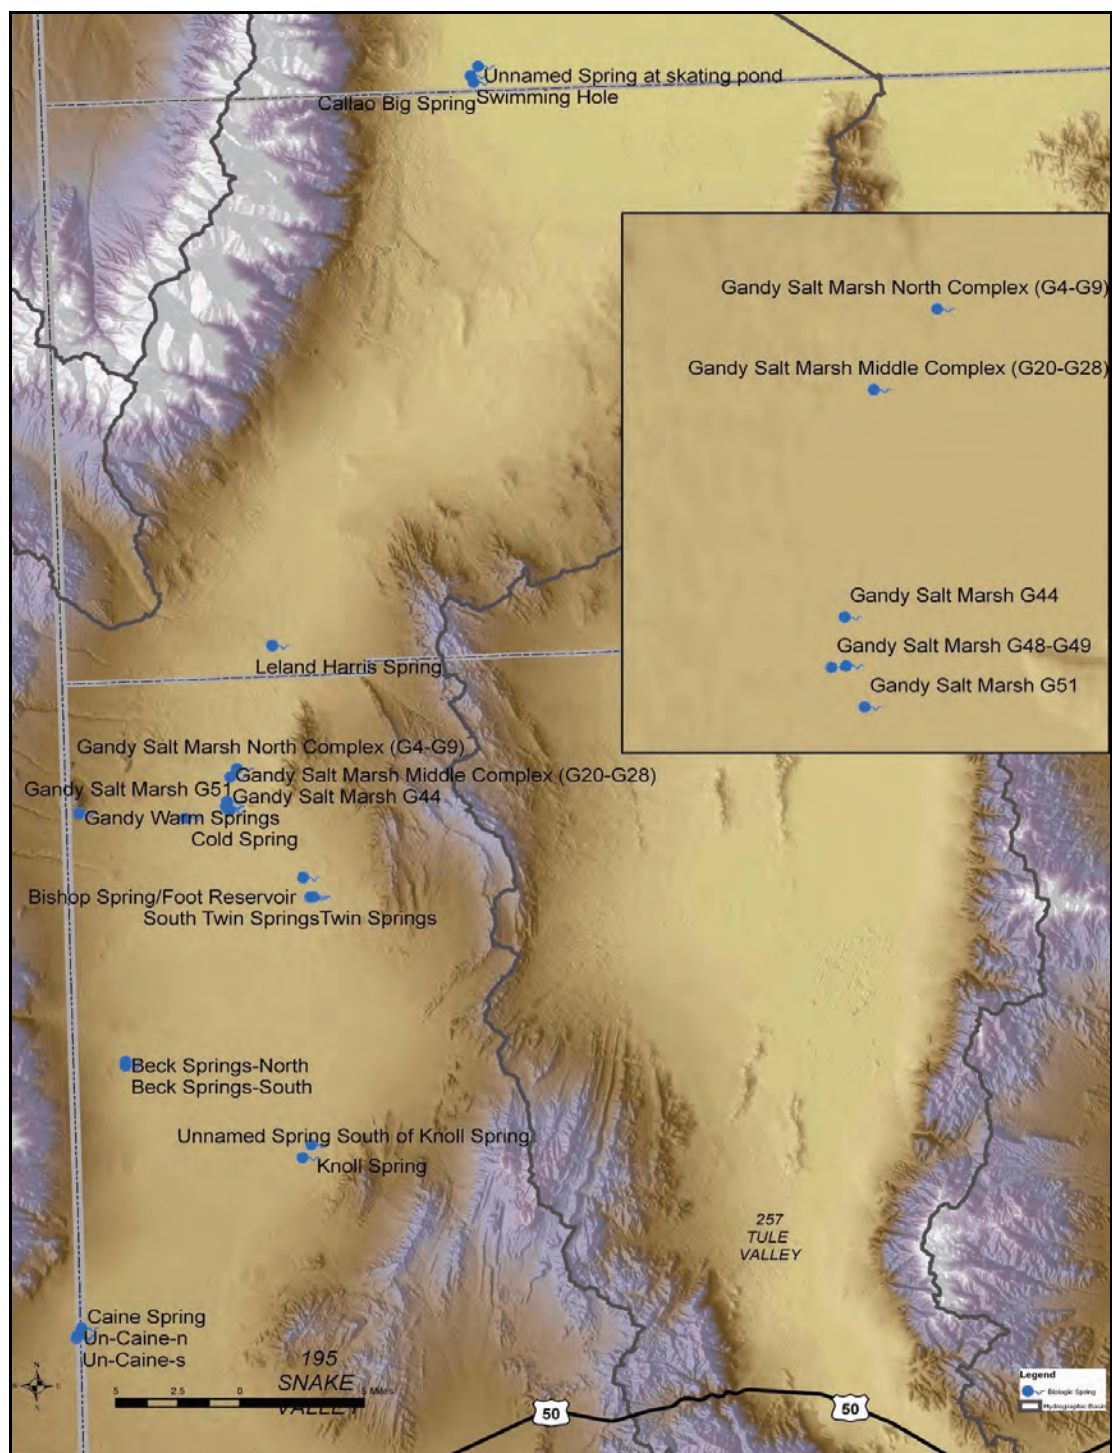 Unnamed Spring at skating pond
Callao Big Spring
Swimming Hole
Gandy Salt Marsh North Complex (G4-G9)
Gandy Salt Marsh Middle Complex (G20-G28)
Gandy Salt Marsh G44
Gandy Salt Marsh G48-G49
Gandy Salt Marsh G51
Leland Harris Spring
Gandy Salt Marsh North Complex (G4-G9)
Gandy Salt Marsh Middle Complex (G20-G28)
Gandy Salt Marsh G51
Gandy Salt Marsh G44
Gandy Warm Springs
Cold Spring
Bishop Spring/Foot Reservoir
South Twin Springs
Twin Springs
Beck Springs-North
Beck Springs-South
Unnamed Spring South of Knoll Spring
Knoll Spring
257
TULE
VALLEY
Caine Spring
Un-Caine-n
Un-Caine-s
195
SNAKE
VALLEY
N
W
E
S
5 2.5 0 5 Miles
50
50
Legend
Biologic Spring
Hydrographic Basin